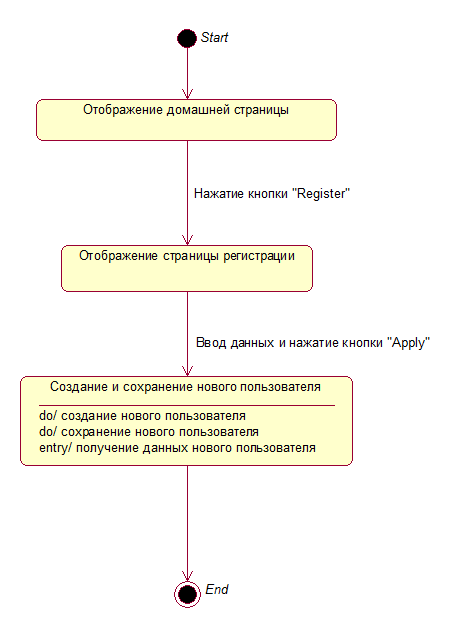 Start
Отображение домашней страницы
Нажатие кнопки "Register"
Отображение страницы регистрации
Ввод данных и нажатие кнопки "Apply"
Создание и сохранение нового пользователя
do/ создание нового пользователя
do/ сохранение нового пользователя
entry/ получение данных нового пользователя
End